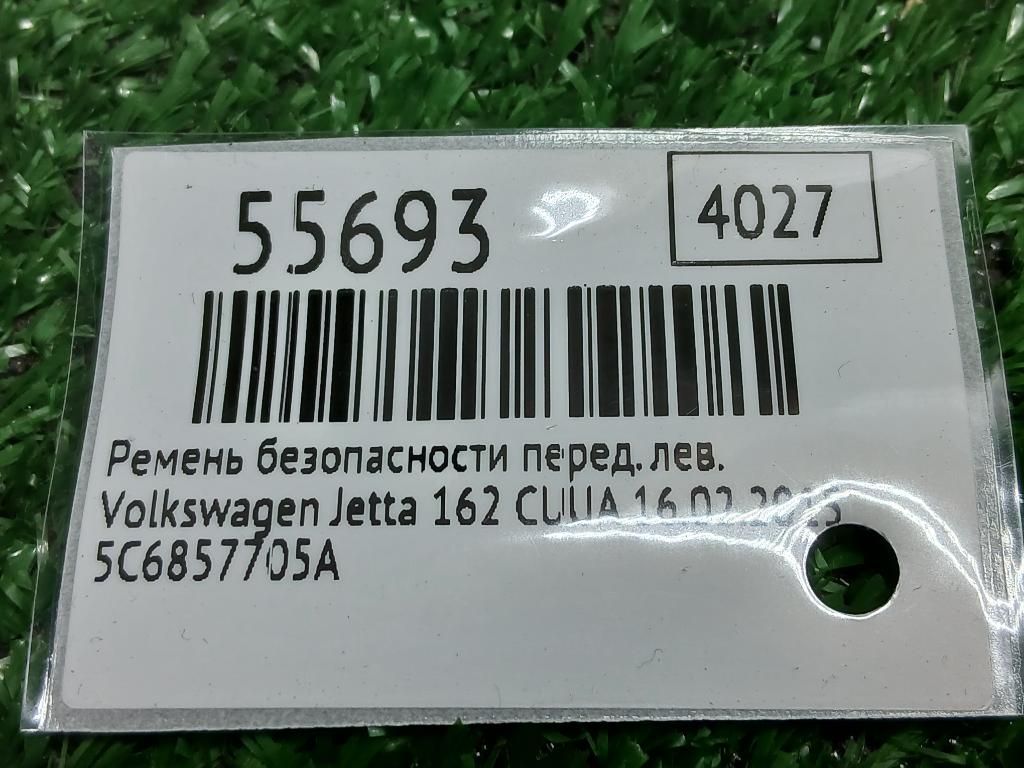 55693
4027
Ремень безопасности перед. лев.
Volkswagen Jetta 162 CUUA 16.02.2015
5C6857705A